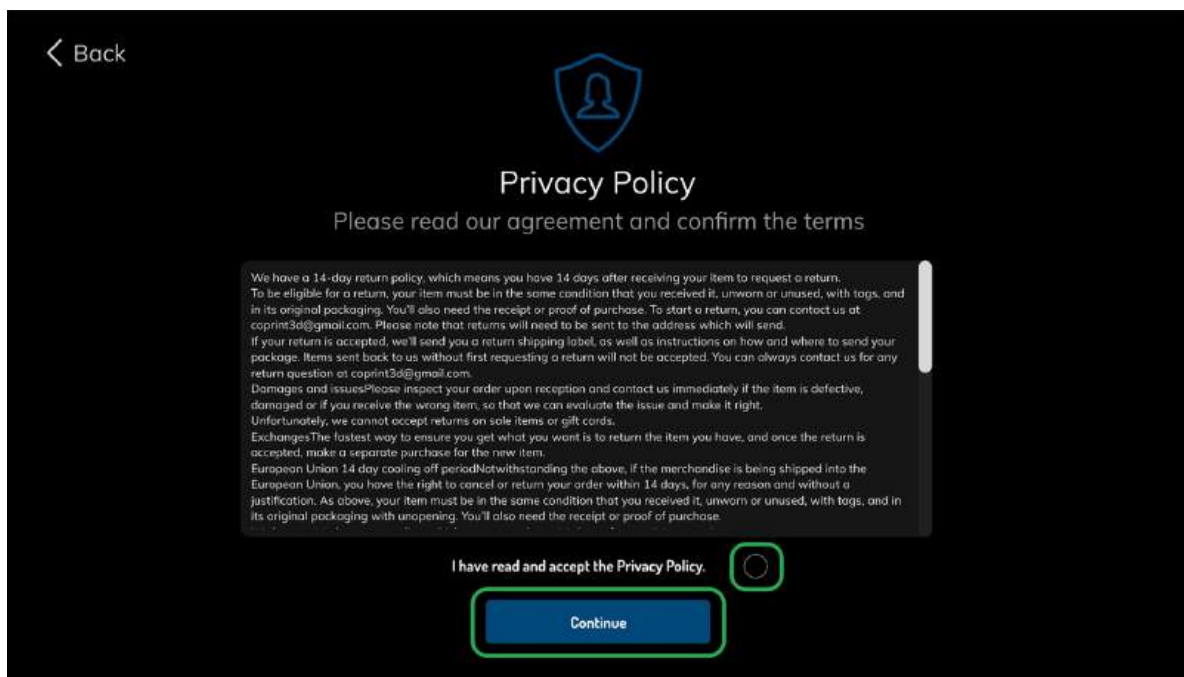 Back
Privacy Policy
Please read our agreement and confirm the terms
We have a 14-day return policy, which means you have 14 days after receiving your item to request a return.
To be eligible for a return, your item must be in the same condition that you received it, unworn or unused, with tags, and
in its original packaging. You'll also need the receipt or proof of purchase. To start a return, you can contact us at
coprint3d@gmail.com. Please note that returns will need to be sent to the address which will send.
If your return is accepted, we'll send you a return shipping label, as well as instructions on how and where to send your
package. Items sent back to us without first requesting a return will not be accepted. You can always contact us for any
return question at coprint3d@gmail.com.
Damages and issuesPlease inspect your order upon reception and contact us immediately if the item is defective,
damaged or if you receive the wrong item, so that we can evaluate the issue and make it right.
Unfortunately, we cannot accept returns on sale items or gift cards.
ExchangesThe fastest way to ensure you get what you want is to return the item you have, and once the return is
accepted, make a separate purchase for the new item.
European Union 14 day cooling off periodNotwithstanding the above, if the merchandise is being shipped into the
European Union, you have the right to cancel or return your order within 14 days, for any reason and without a
justification. As above, your item must be in the same condition that you received it, unworn or unused, with tags, and in
its original packaging with unopening. You'll also need the receipt or proof of purchase.
I have read and accept the Privacy Policy.
Continue